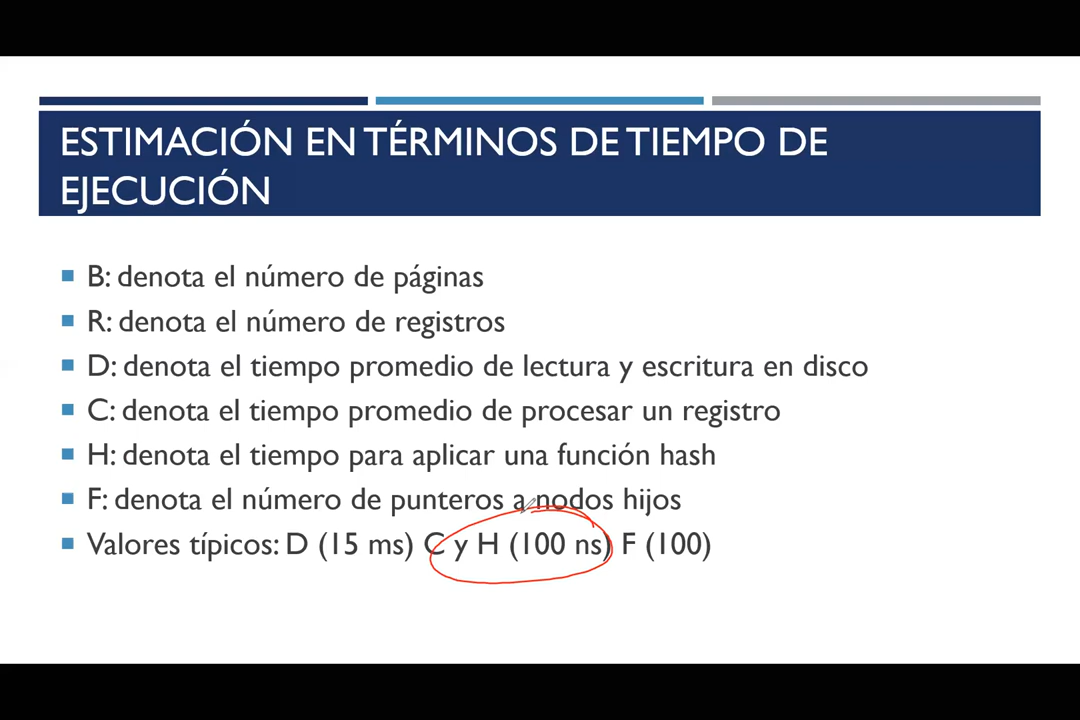 ESTIMACIÓN EN TÉRMINOS DE TIEMPO DE
EJECUCIÓN
B: denota el número de páginas
R: denota el número de registros
D: denota el tiempo promedio de lectura y escritura en disco
C: denota el tiempo promedio de procesar un registro
H: denota el tiempo para aplicar una función hash
F: denota el número de punteros a nodos hijos
Valores típicos: D (15 ms) C y H (100 ns) F (100)